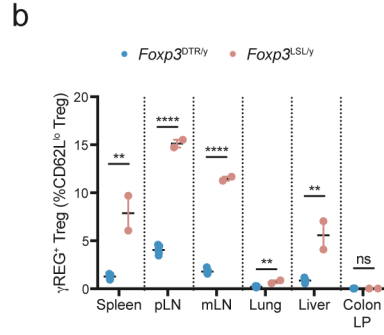 b
Foxp3DTR/y Foxp3LSL/y
γREG+ Treg (%CD62Llo Treg)
20
15
10
5
0
** **** **** ** ** ns
Spleen pLN mLN Lung Liver Colon
LP